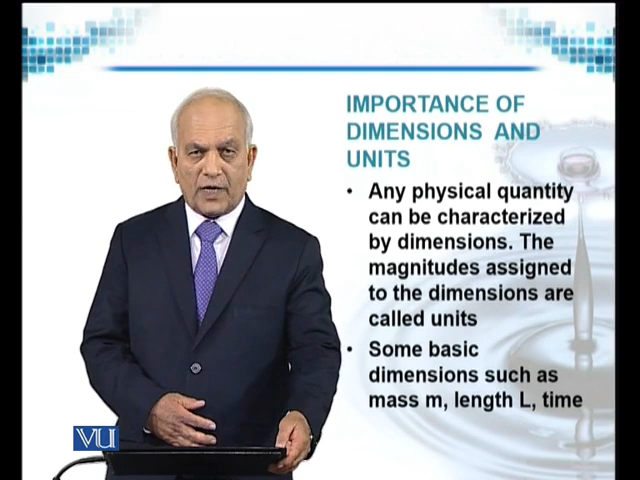 IMPORTANCE OF
DIMENSIONS AND
UNITS
• Any physical quantity
can be characterized
by dimensions. The
magnitudes assigned
to the dimensions are
called units
• Some basic
dimensions such as
mass m, length L, time
VU